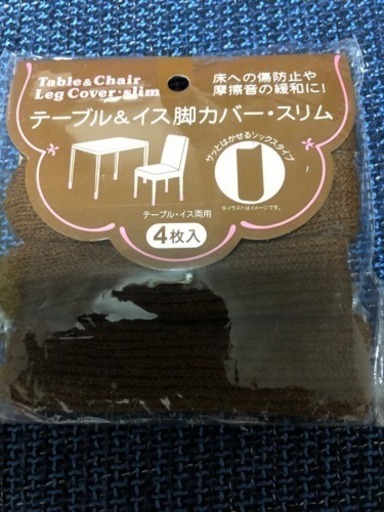 Table&Chair
Leg Cover・slim
床への傷防止や
摩擦音の緩和に!
テーブル&イス脚カバー・スリム
サッとはかせるソックスタイプ
※イラストはイメージです。
テーブル・イス両用
4枚入